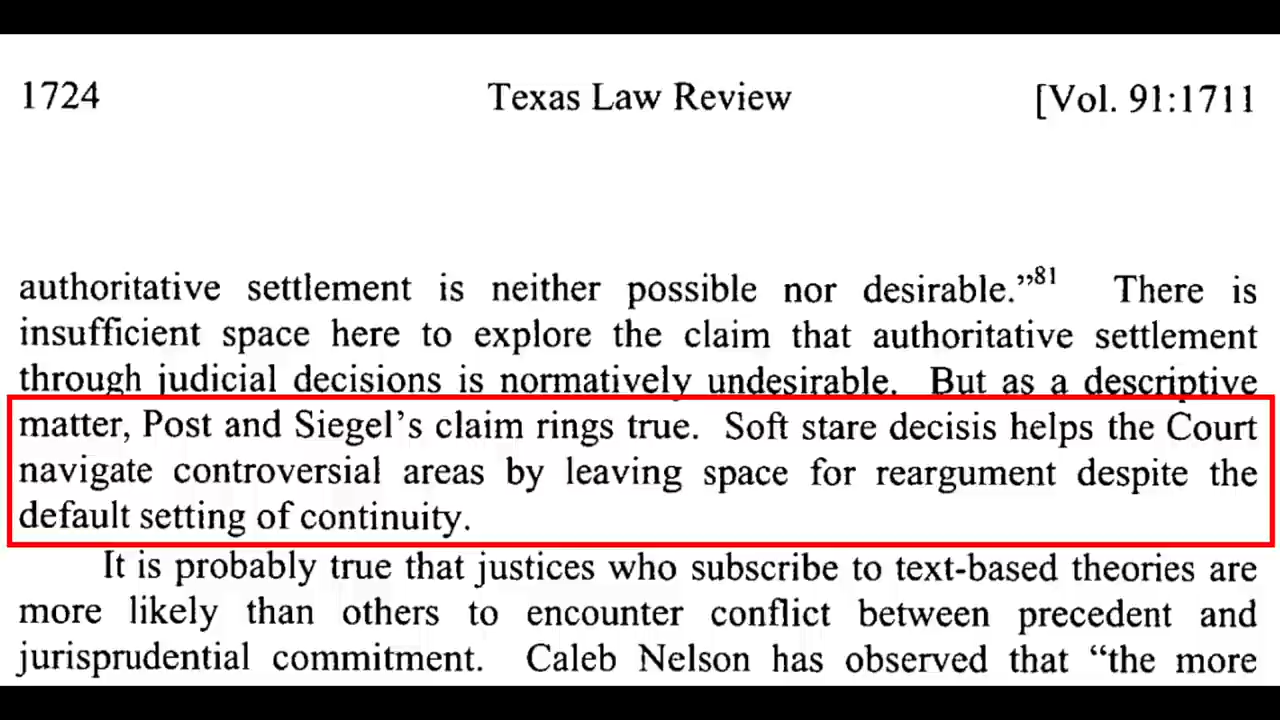 1724 Texas Law Review [Vol. 91:1711
authoritative settlement is neither possible nor desirable.”81 There is
insufficient space here to explore the claim that authoritative settlement
through judicial decisions is normatively undesirable. But as a descriptive
matter, Post and Siegel’s claim rings true. Soft stare decisis helps the Court
navigate controversial areas by leaving space for reargument despite the
default setting of continuity.
It is probably true that justices who subscribe to text-based theories are
more likely than others to encounter conflict between precedent and
jurisprudential commitment. Caleb Nelson has observed that “the more